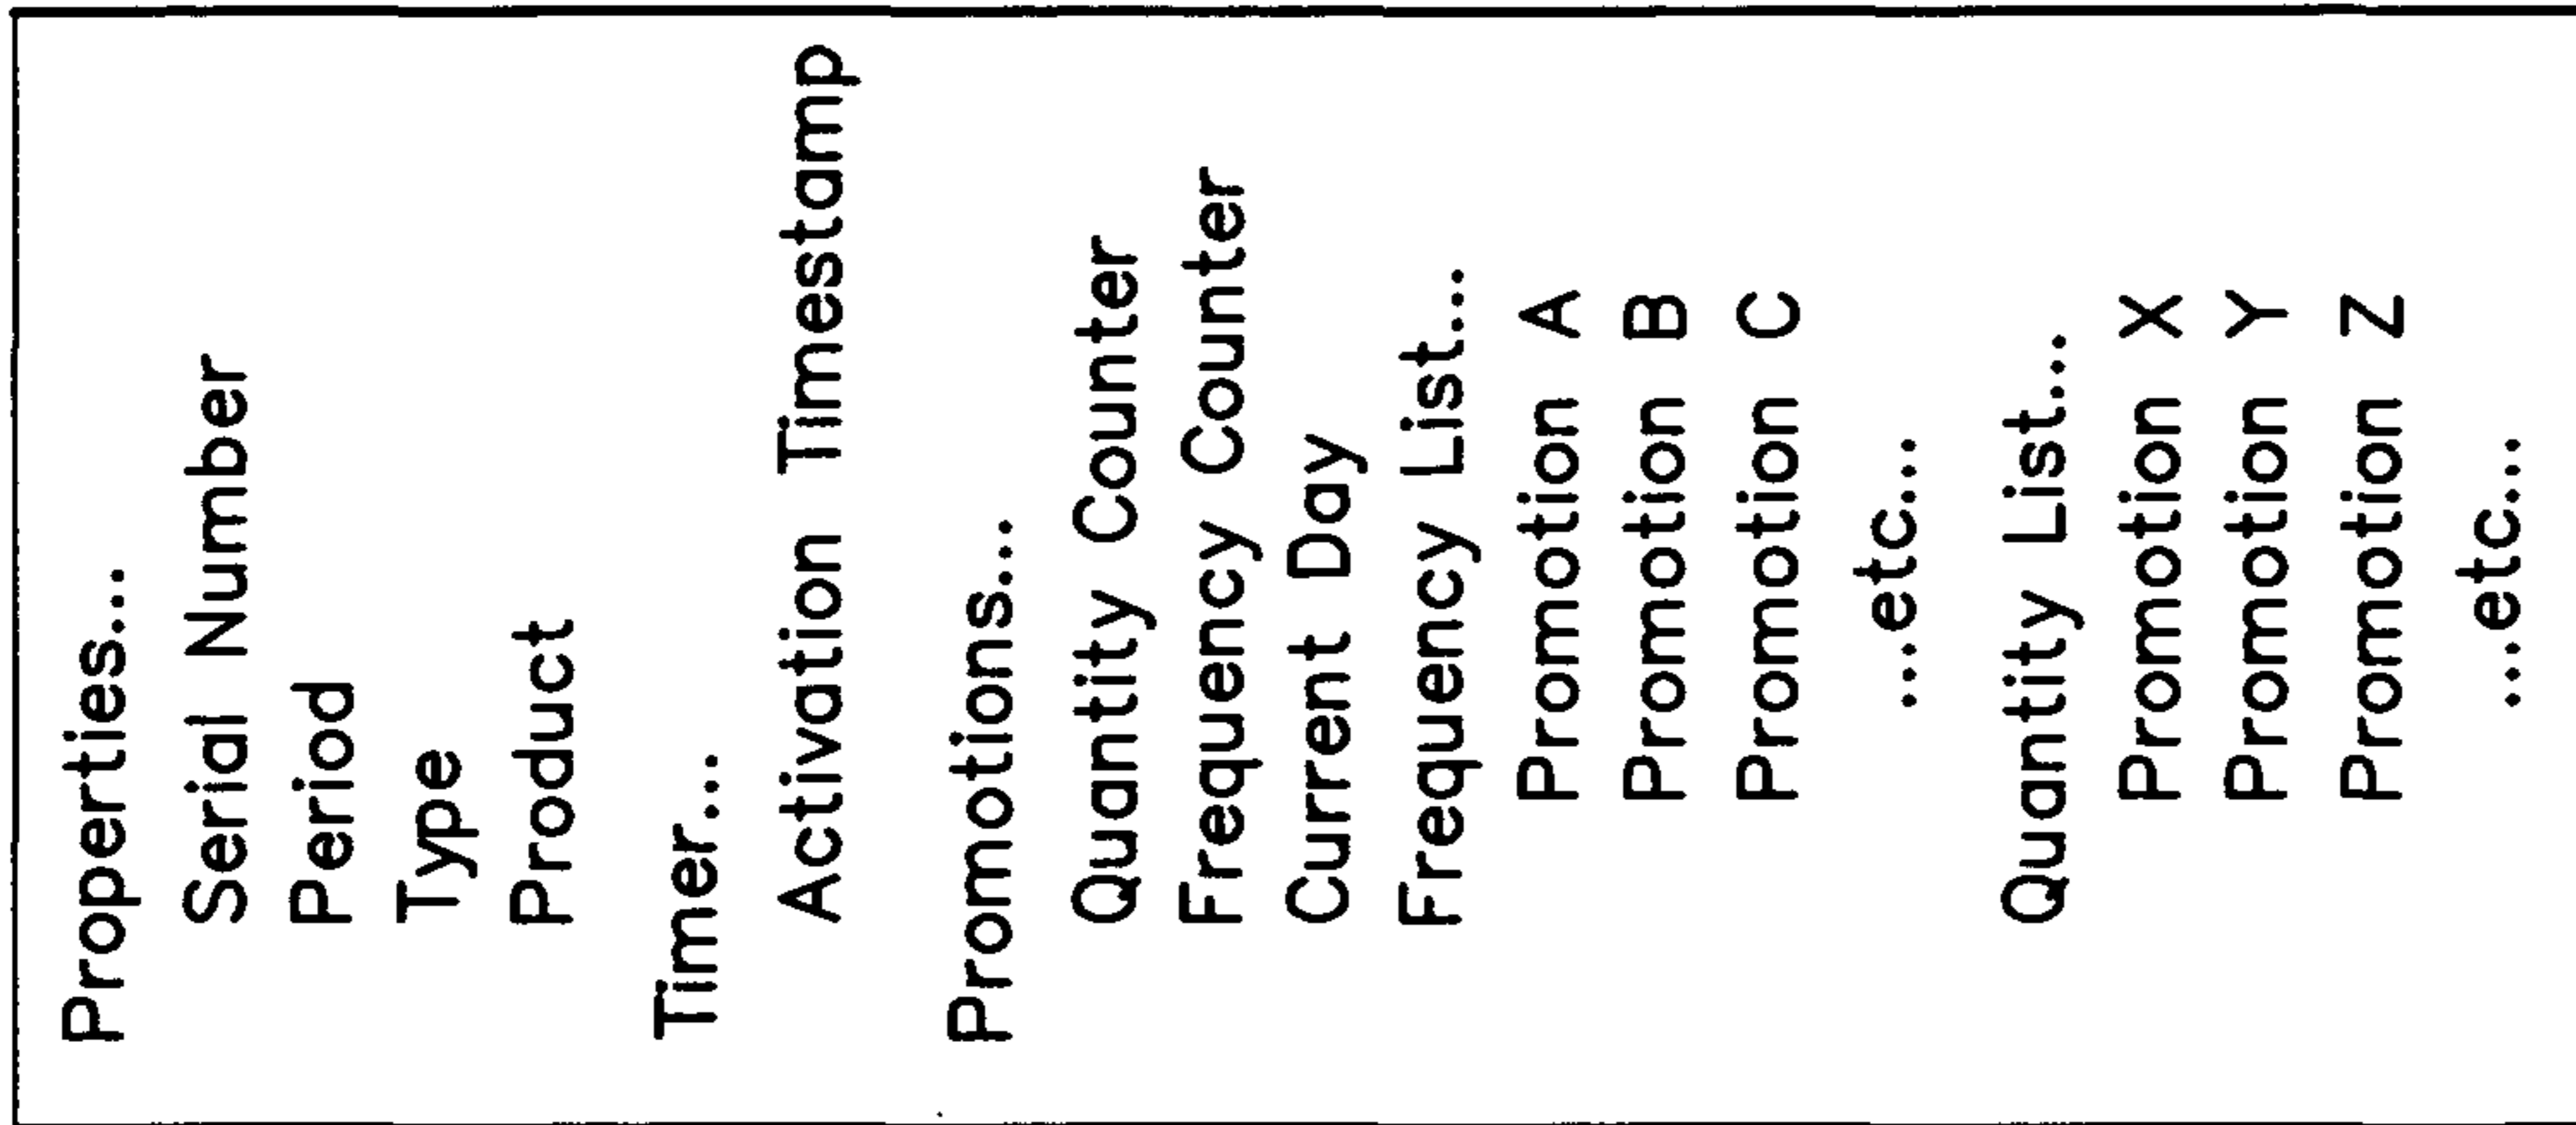 Properties...
Serial Number
Period
Type
Product
Timer...
Activation Timestamp
Promotions...
Quantity Counter
Frequency Counter
Current Day
Frequency List...
Promotion A
Promotion B
Promotion C
...etc...
Quantity List...
Promotion X
Promotion Y
Promotion Z
...etc...